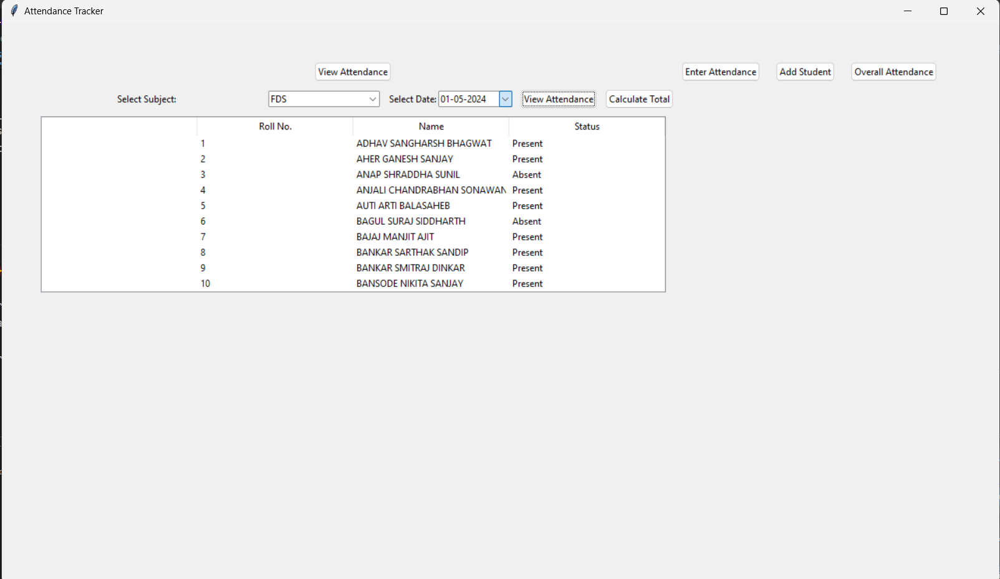 Attendance Tracker
View Attendance Enter Attendance Add Student Overall Attendance
Select Subject: FDS Select Date: 01-05-2024 View Attendance Calculate Total
Roll No. Name Status
1 ADHAV SANGHARSH BHAGWAT Present
2 AHER GANESH SANJAY Present
3 ANAP SHRADDHA SUNIL Absent
4 ANJALI CHANDRABHAN SONAWAN Present
5 AUTI ARTI BALASAHEB Present
6 BAGUL SURAJ SIDDHARTH Absent
7 BAJAJ MANJIT AJIT Present
8 BANKAR SARTHAK SANDIP Present
9 BANKAR SMITRAJ DINKAR Present
10 BANSODE NIKITA SANJAY Present